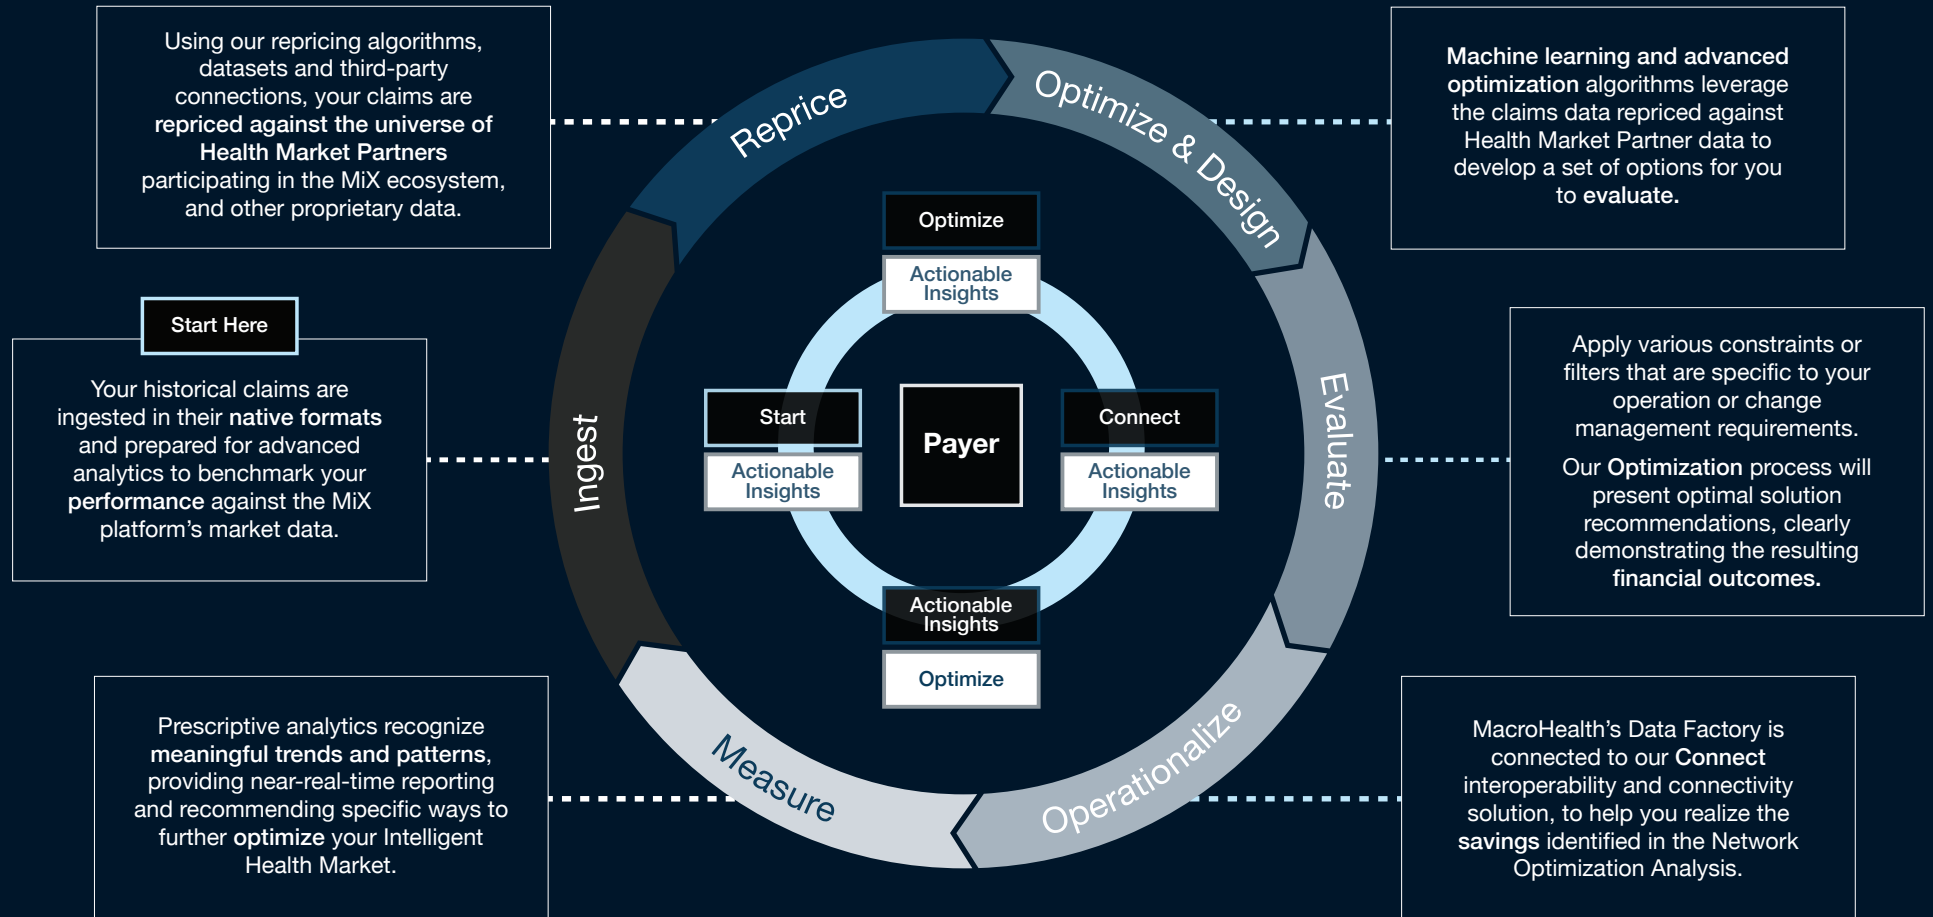 Using our repricing algorithms,
datasets and third-party
connections, your claims are
repriced against the universe of
Health Market Partners
participating in the MiX ecosystem,
and other proprietary data.
Start Here
Your historical claims are
ingested in their native formats
and prepared for advanced
analytics to benchmark your
performance against the MiX
platform's market data.
Prescriptive analytics recognize
meaningful trends and patterns,
providing near-real-time reporting
and recommending specific ways to
further optimize your Intelligent
Health Market.
Reprice
Optimize & Design
Ingest
Evaluate
Measure
Operationalize
Optimize
Actionable
Insights
Start
Actionable
Insights
Payer
Connect
Actionable
Insights
Actionable
Insights
Optimize
Machine learning and advanced
optimization algorithms leverage
the claims data repriced against
Health Market Partner data to
develop a set of options for you
to evaluate.
Apply various constraints or
filters that are specific to your
operation or change
management requirements.
Our Optimization process will
present optimal solution
recommendations, clearly
demonstrating the resulting
financial outcomes.
MacroHealth's Data Factory is
connected to our Connect
interoperability and connectivity
solution, to help you realize the
savings identified in the Network
Optimization Analysis.